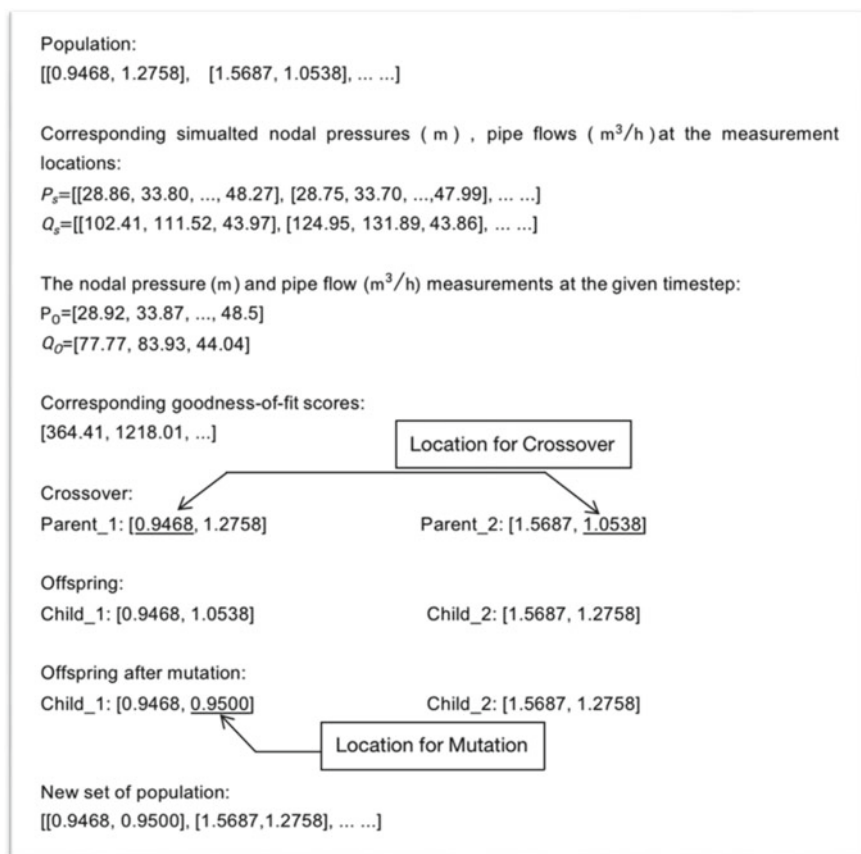 Population:
[[0.9468, 1.2758], [1.5687, 1.0538], ... ...]
Corresponding simualted nodal pressures ( m ) , pipe flows ( m³/h )at the measurement
locations:
Pₛ=[[28.86, 33.80, ..., 48.27], [28.75, 33.70, ...,47.99], ... ...]
Qₛ=[[102.41, 111.52, 43.97], [124.95, 131.89, 43.86], ... ...]
The nodal pressure (m) and pipe flow (m³/h) measurements at the given timestep:
P₀=[28.92, 33.87, ..., 48.5]
Q₀=[77.77, 83.93, 44.04]
Corresponding goodness-of-fit scores:
[364.41, 1218.01, ...]
Location for Crossover
Crossover:
Parent_1: [0.9468, 1.2758] Parent_2: [1.5687, 1.0538]
Offspring:
Child_1: [0.9468, 1.0538] Child_2: [1.5687, 1.2758]
Offspring after mutation:
Child_1: [0.9468, 0.9500] Child_2: [1.5687, 1.2758]
Location for Mutation
New set of population:
[[0.9468, 0.9500], [1.5687,1.2758], ... ...]